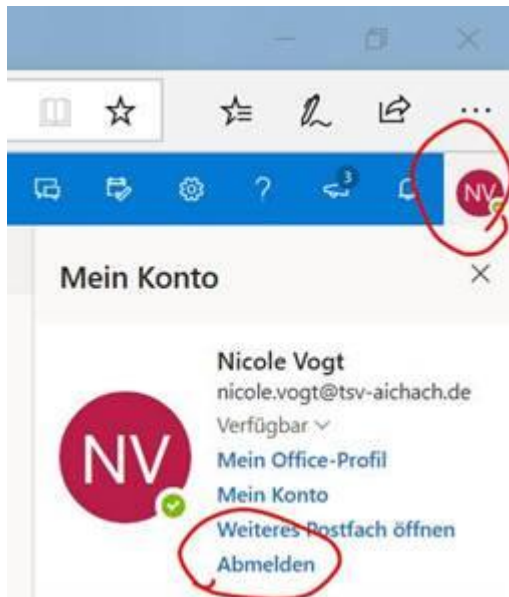 3
NV
Mein Konto
Nicole Vogt
nicole.vogt@tsv-aichach.de
Verfügbar
NV
Mein Office-Profil
Mein Konto
Weiteres Postfach öffnen
Abmelden